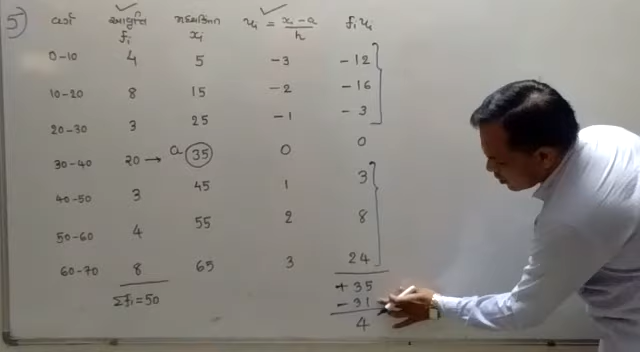 5) વર્ગ આવૃત્તિ fi મધ્યકિંમત xi ui = xi - a / h fi ui
0-10 4 5 -3 -12
10-20 8 15 -2 -16
20-30 3 25 -1 -3
30-40 20 → a 35 0 0
40-50 3 45 1 3
50-60 4 55 2 8
60-70 8 65 3 24
Σfi = 50 + 35
- 31
4